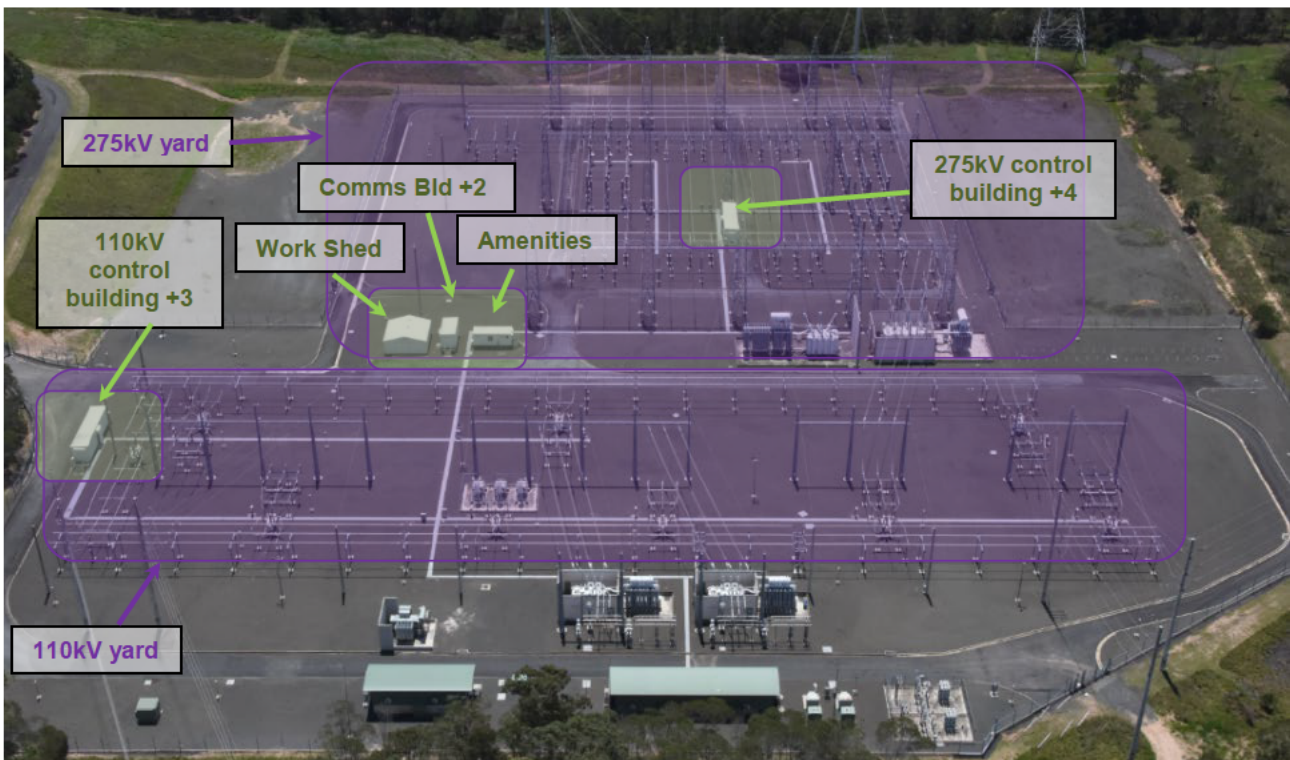 275kV yard
Comms Bld +2
275kV control
building +4
110kV
control
building +3
Work Shed
Amenities
110kV yard